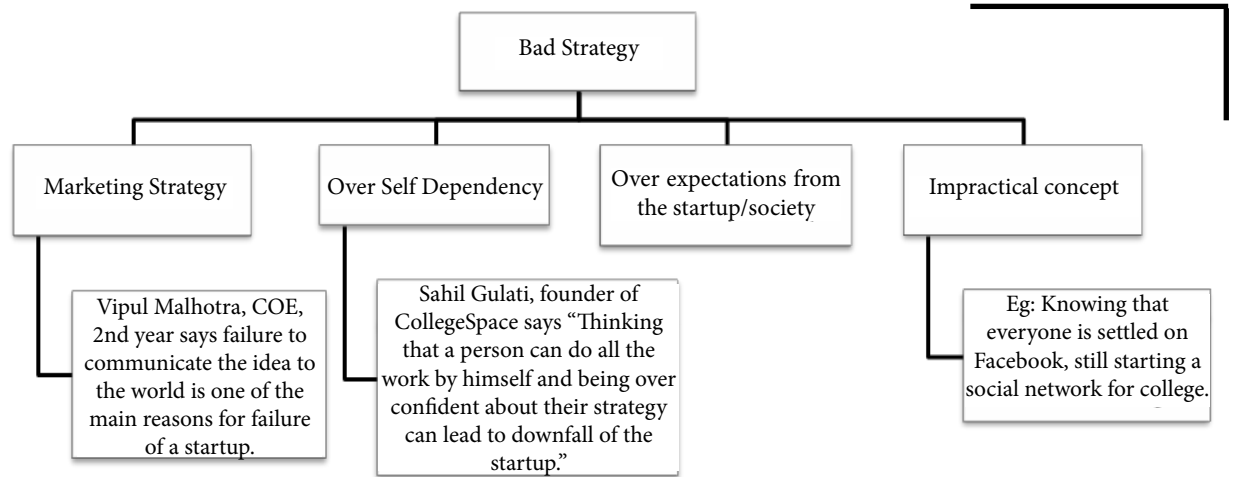 Bad Strategy
Marketing Strategy
Over Self Dependency
Over expectations from
the startup/society
Impractical concept
Vipul Malhotra, COE,
2nd year says failure to
communicate the idea to
the world is one of the
main reasons for failure
of a startup.
Sahil Gulati, founder of
CollegeSpace says “Thinking
that a person can do all the
work by himself and being over
confident about their strategy
can lead to downfall of the
startup.”
Eg: Knowing that
everyone is settled on
Facebook, still starting a
social network for college.